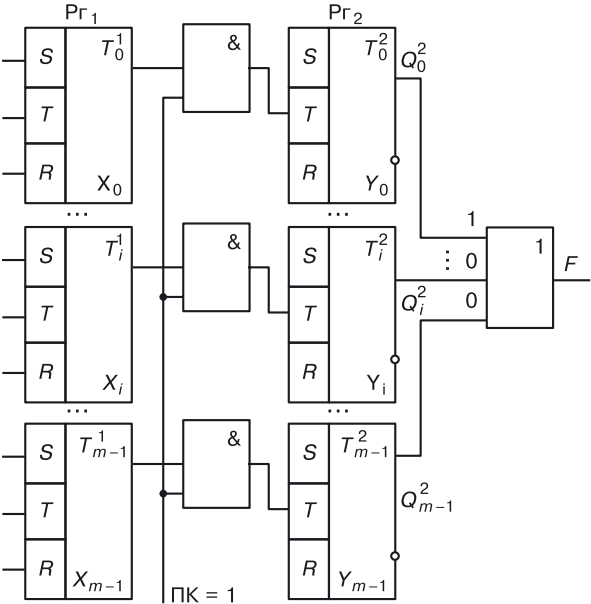 Рг₁ Рг₂
S T₀¹ & S T₀² Q₀²
T T
R X₀ R Y₀
... ...
1
S Tᵢ¹ & S Tᵢ² ⋮ 0 1 F
T T Qᵢ² 0
R Xᵢ R Yᵢ
... ...
S Tₘ₋₁¹ & S Tₘ₋₁²
T T Qₘ₋₁²
R Xₘ₋₁ R Yₘ₋₁
ПК = 1